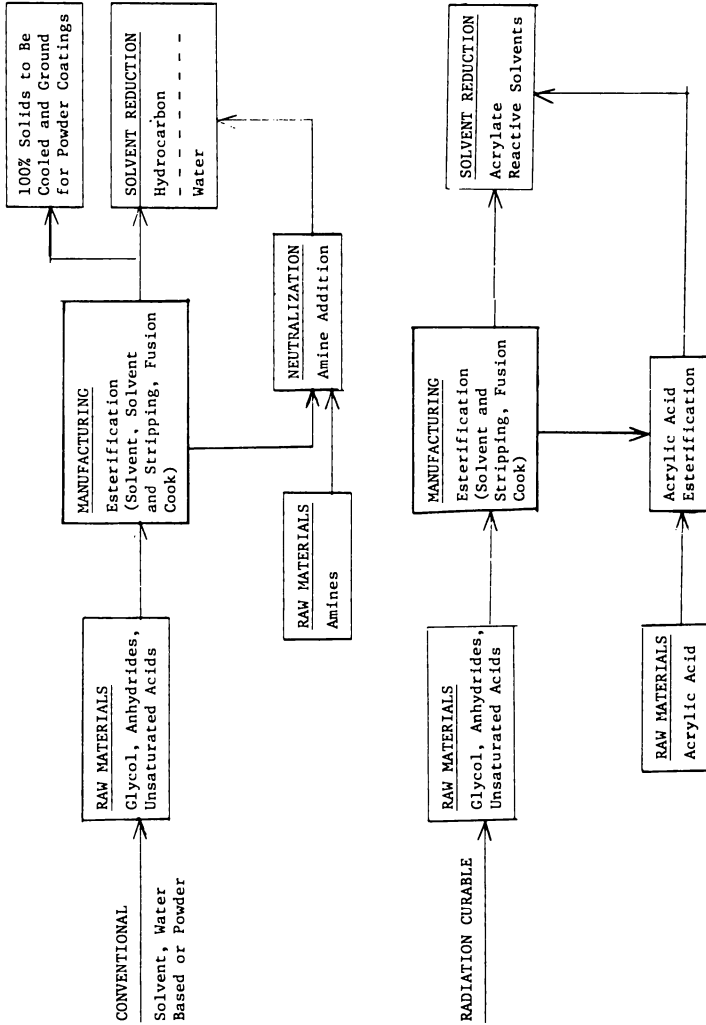 CONVENTIONAL
Solvent, Water
Based or Powder
RAW MATERIALS
Glycol, Anhydrides,
Unsaturated Acids
MANUFACTURING
Esterification
(Solvent, Solvent
and Stripping, Fusion
Cook)
100% Solids to Be
Cooled and Ground
for Powder Coatings
SOLVENT REDUCTION
Hydrocarbon
Water
RAW MATERIALS
Amines
NEUTRALIZATION
Amine Addition
RADIATION CURABLE
RAW MATERIALS
Glycol, Anhydrides,
Unsaturated Acids
MANUFACTURING
Esterification
(Solvent and
Stripping, Fusion
Cook)
SOLVENT REDUCTION
Acrylate
Reactive Solvents
RAW MATERIALS
Acrylic Acid
Acrylic Acid
Esterification